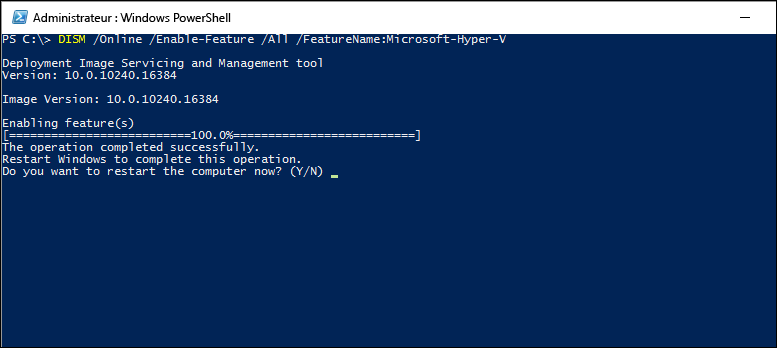 Administrateur : Windows PowerShell
PS C:\> DISM /Online /Enable-Feature /All /FeatureName:Microsoft-Hyper-V
Deployment Image Servicing and Management tool
Version: 10.0.10240.16384
Image Version: 10.0.10240.16384
Enabling feature(s)
[==========================100.0%==========================]
The operation completed successfully.
Restart Windows to complete this operation.
Do you want to restart the computer now? (Y/N)